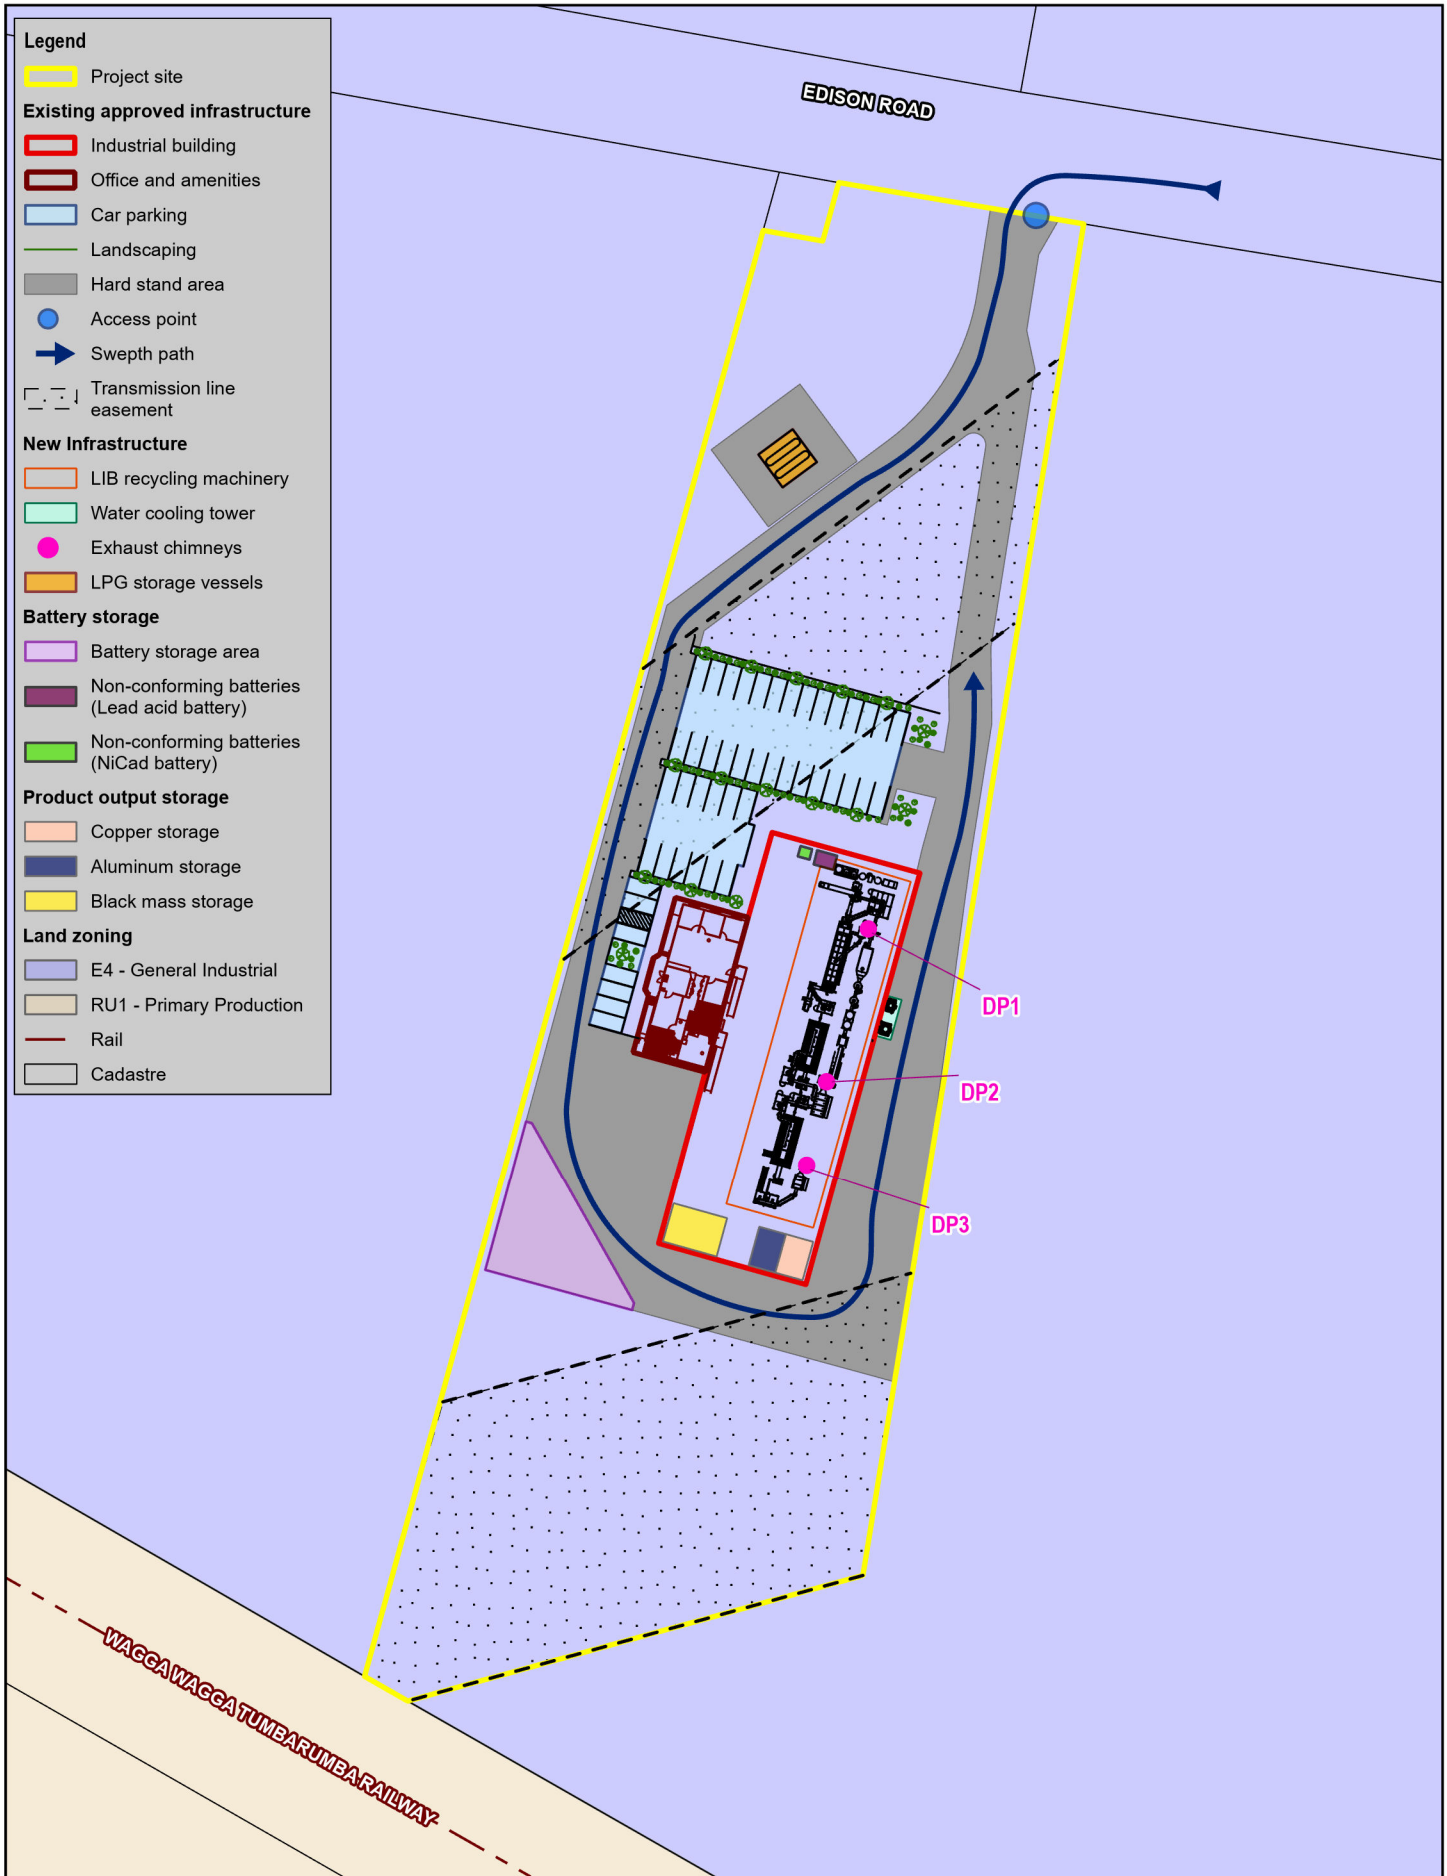 Legend
Project site
Existing approved infrastructure
Industrial building
Office and amenities
Car parking
Landscaping
Hard stand area
Access point
Swepth path
Transmission line
easement
New Infrastructure
LIB recycling machinery
Water cooling tower
Exhaust chimneys
LPG storage vessels
Battery storage
Battery storage area
Non-conforming batteries
(Lead acid battery)
Non-conforming batteries
(NiCad battery)
Product output storage
Copper storage
Aluminum storage
Black mass storage
Land zoning
E4 - General Industrial
RU1 - Primary Production
Rail
Cadastre
EDISON ROAD
DP1
DP2
DP3
WAGGA WAGGA TUMBARUMBA RAILWAY